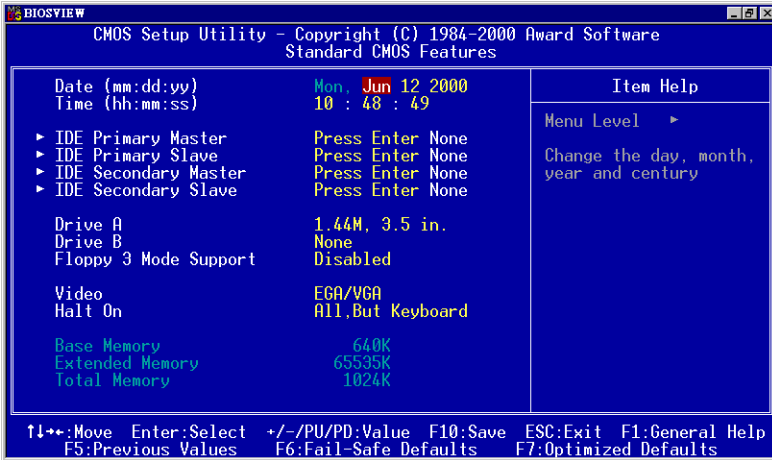 BIOSVIEW
CMOS Setup Utility - Copyright (C) 1984-2000 Award Software
Standard CMOS Features
Date (mm:dd:yy) Mon, Jun 12 2000
Time (hh:mm:ss) 10 : 48 : 49
► IDE Primary Master Press Enter None
► IDE Primary Slave Press Enter None
► IDE Secondary Master Press Enter None
► IDE Secondary Slave Press Enter None
Drive A 1.44M, 3.5 in.
Drive B None
Floppy 3 Mode Support Disabled
Video EGA/VGA
Halt On All,But Keyboard
Base Memory 640K
Extended Memory 65535K
Total Memory 1024K
Item Help
Menu Level ►
Change the day, month,
year and century
↑↓→←:Move Enter:Select +/-/PU/PD:Value F10:Save ESC:Exit F1:General Help
F5:Previous Values F6:Fail-Safe Defaults F7:Optimized Defaults